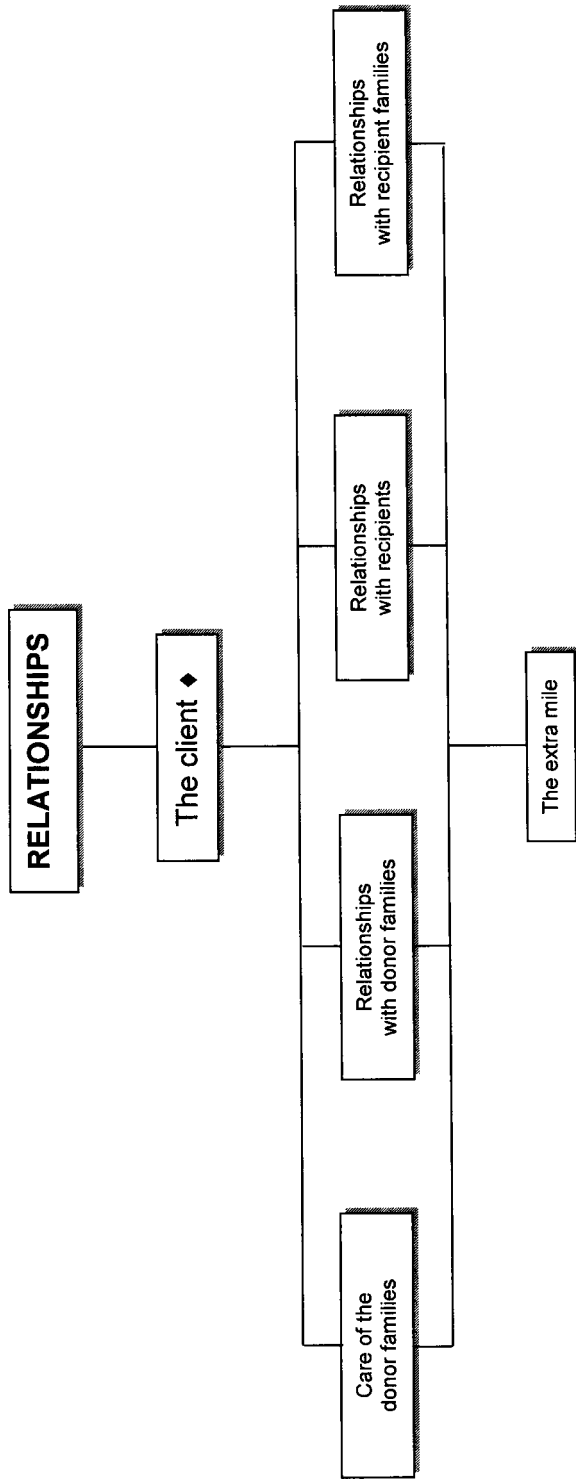 RELATIONSHIPS
The client ♦
Care of the
donor families
Relationships
with donor families
Relationships
with recipients
Relationships
with recipient families
The extra mile